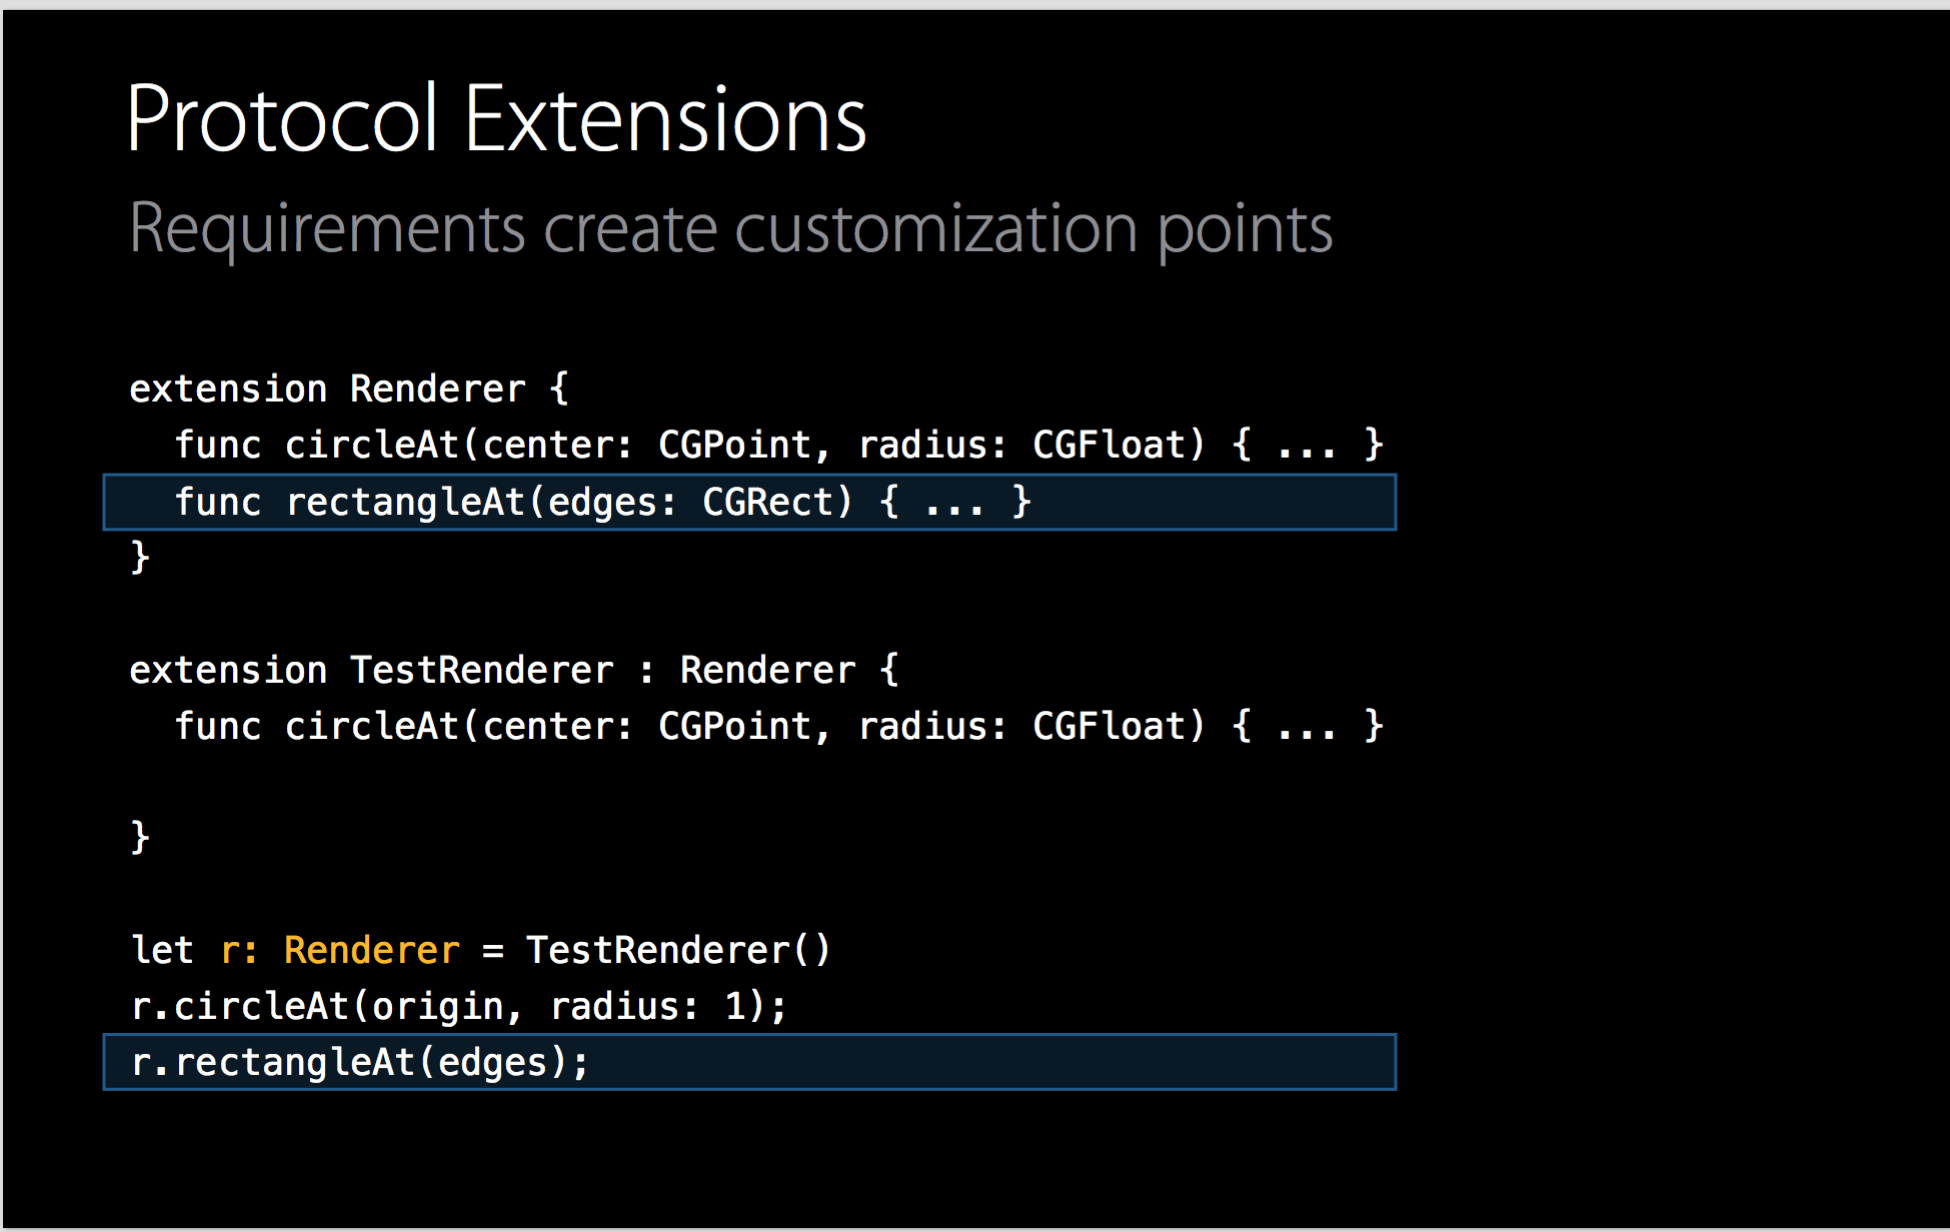 Protocol Extensions
Requirements create customization points
extension Renderer {
  func circleAt(center: CGPoint, radius: CGFloat) { ... }
  func rectangleAt(edges: CGRect) { ... }
}
extension TestRenderer : Renderer {
  func circleAt(center: CGPoint, radius: CGFloat) { ... }
}
let r: Renderer = TestRenderer()
r.circleAt(origin, radius: 1);
r.rectangleAt(edges);